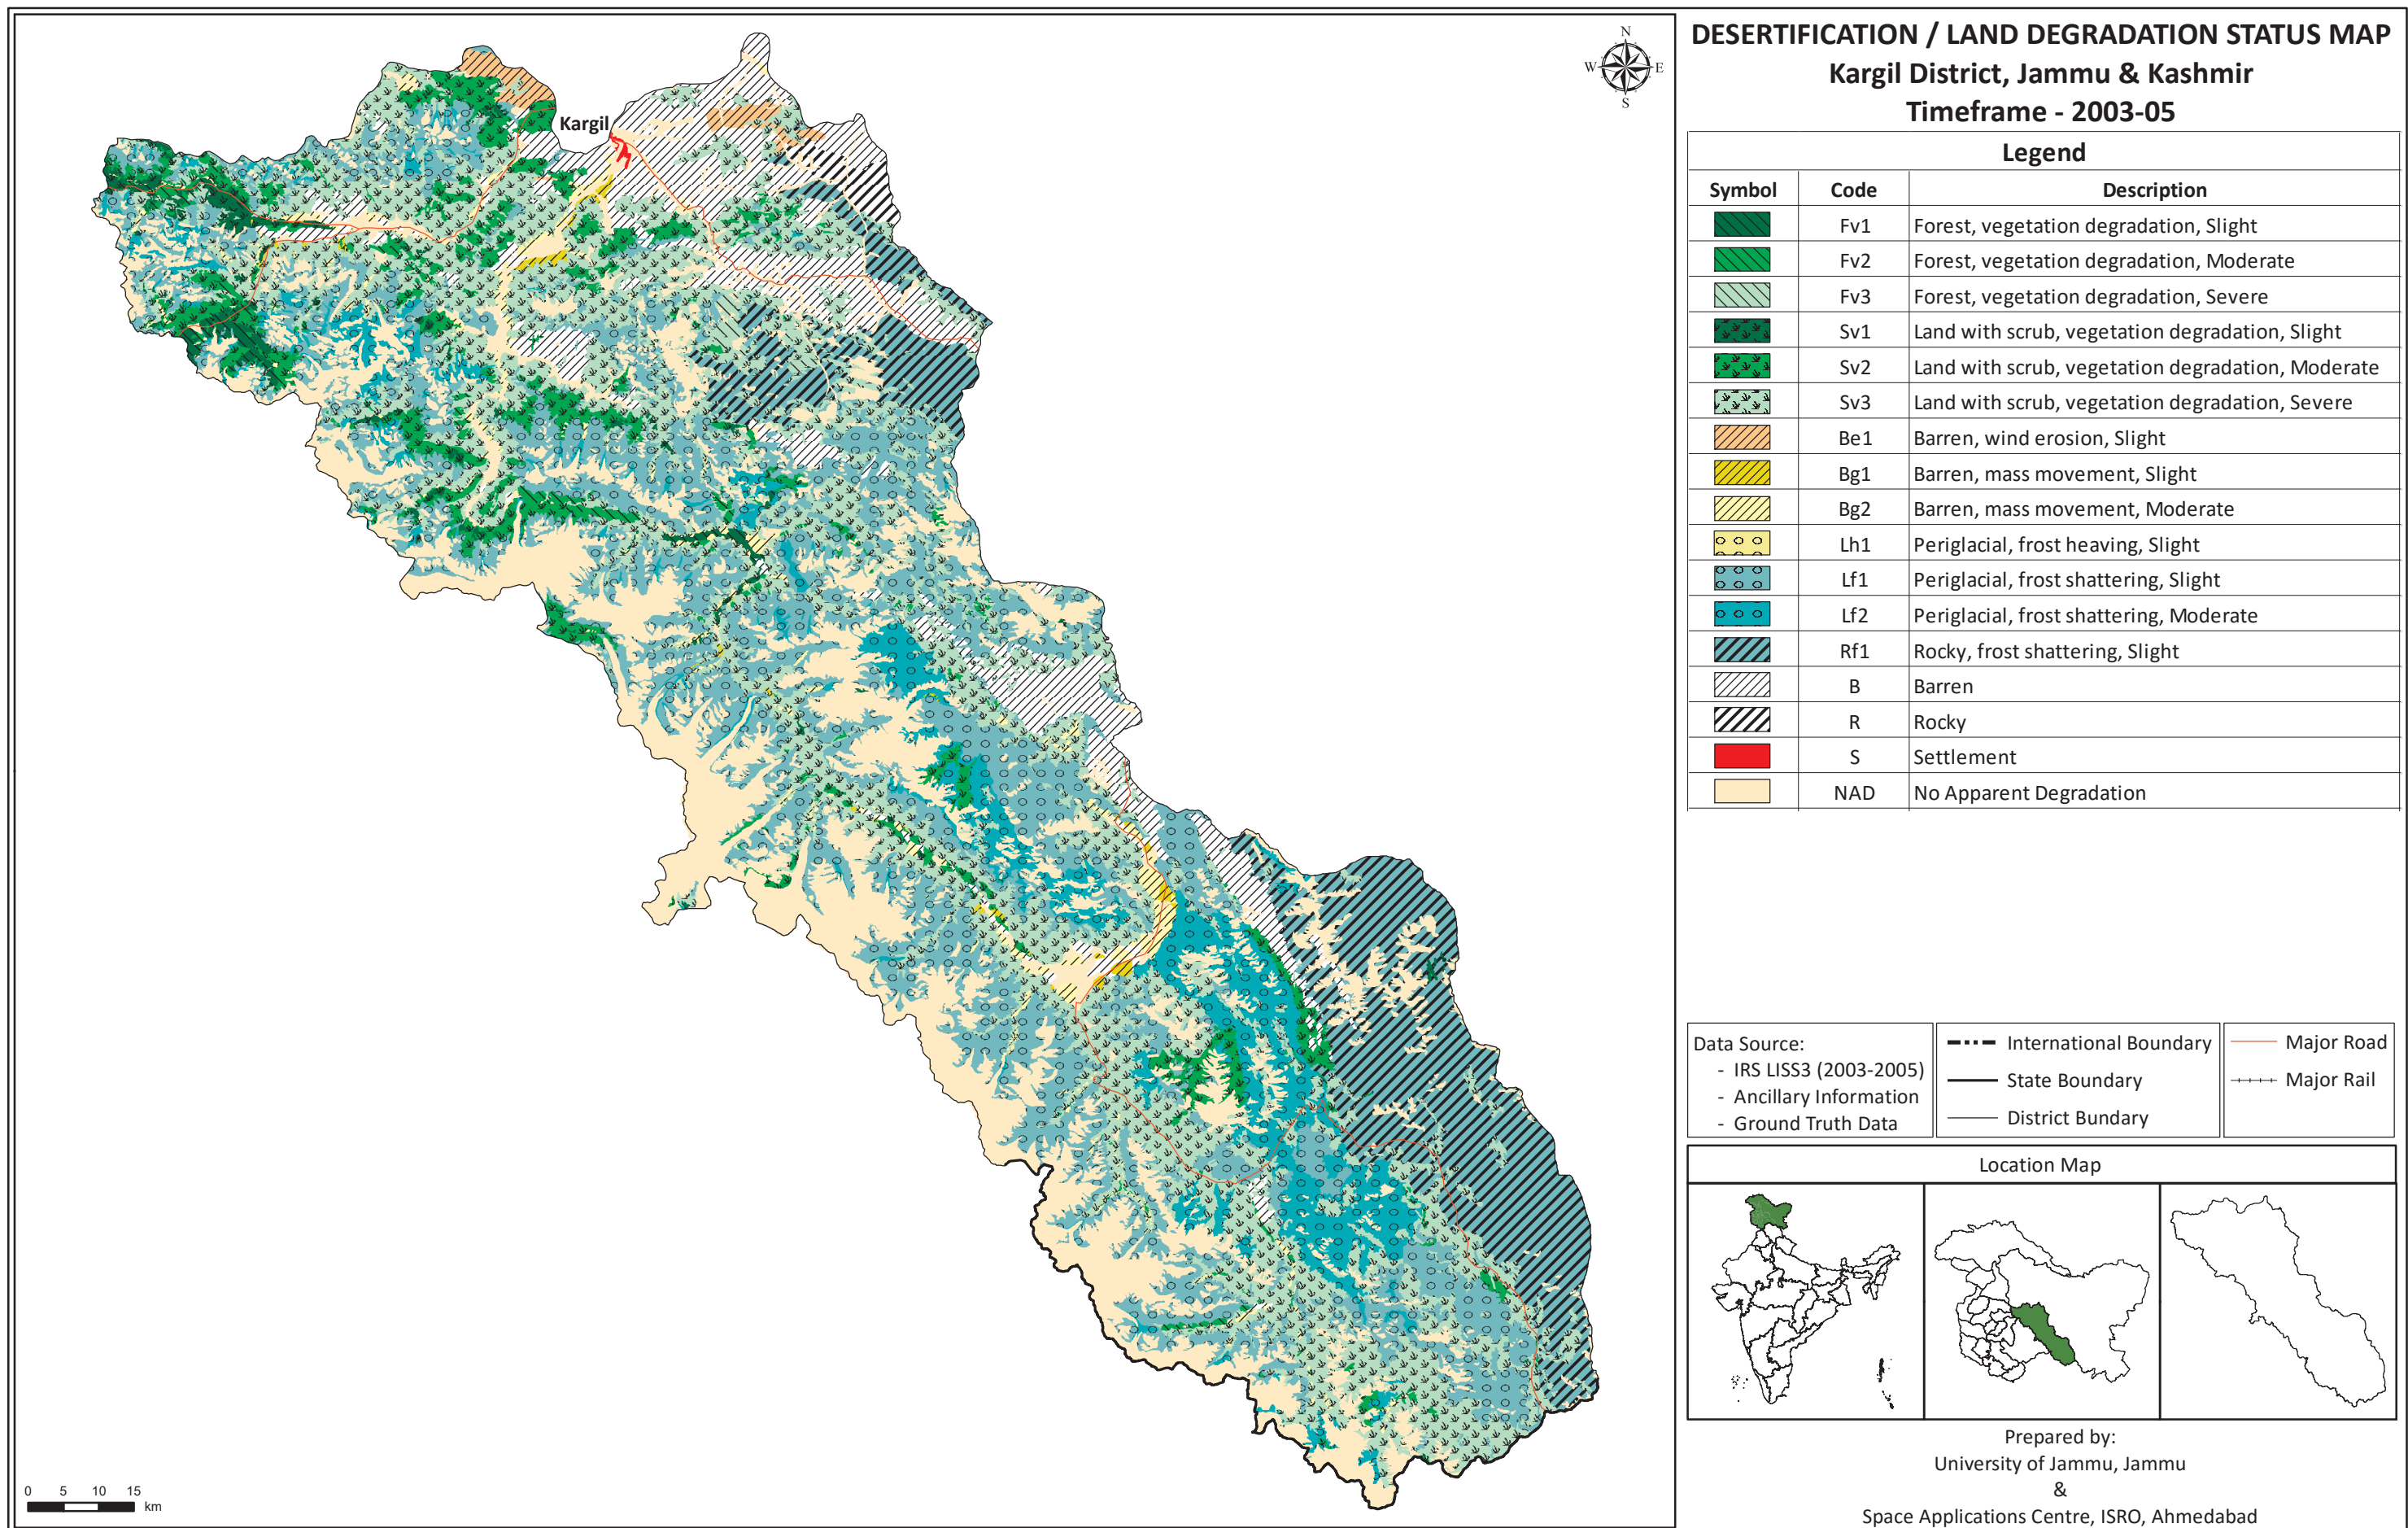 DESERTIFICATION / LAND DEGRADATION STATUS MAP
Kargil District, Jammu & Kashmir
Timeframe - 2003-05
Legend
Symbol Code Description
Fv1 Forest, vegetation degradation, Slight
Fv2 Forest, vegetation degradation, Moderate
Fv3 Forest, vegetation degradation, Severe
Sv1 Land with scrub, vegetation degradation, Slight
Sv2 Land with scrub, vegetation degradation, Moderate
Sv3 Land with scrub, vegetation degradation, Severe
Be1 Barren, wind erosion, Slight
Bg1 Barren, mass movement, Slight
Bg2 Barren, mass movement, Moderate
Lh1 Periglacial, frost heaving, Slight
Lf1 Periglacial, frost shattering, Slight
Lf2 Periglacial, frost shattering, Moderate
Rf1 Rocky, frost shattering, Slight
B Barren
R Rocky
S Settlement
NAD No Apparent Degradation
N
W E
S
Kargil
0 5 10 15
km
Data Source:
- IRS LISS3 (2003-2005)
- Ancillary Information
- Ground Truth Data
International Boundary
State Boundary
District Bundary
Major Road
Major Rail
Location Map
Prepared by:
University of Jammu, Jammu
&
Space Applications Centre, ISRO, Ahmedabad